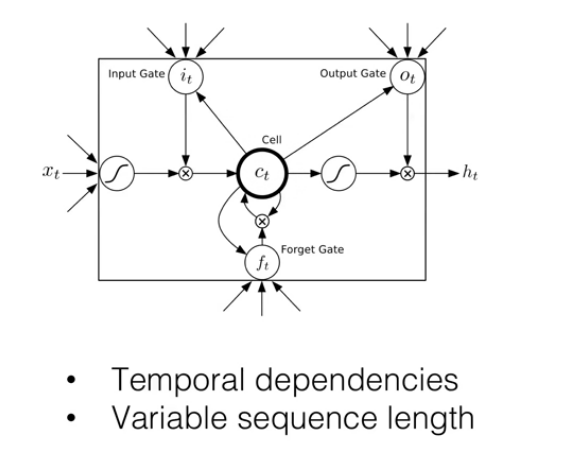 Input Gate
i_t
Output Gate
o_t
Cell
x_t
c_t
h_t
Forget Gate
f_t
• Temporal dependencies
• Variable sequence length